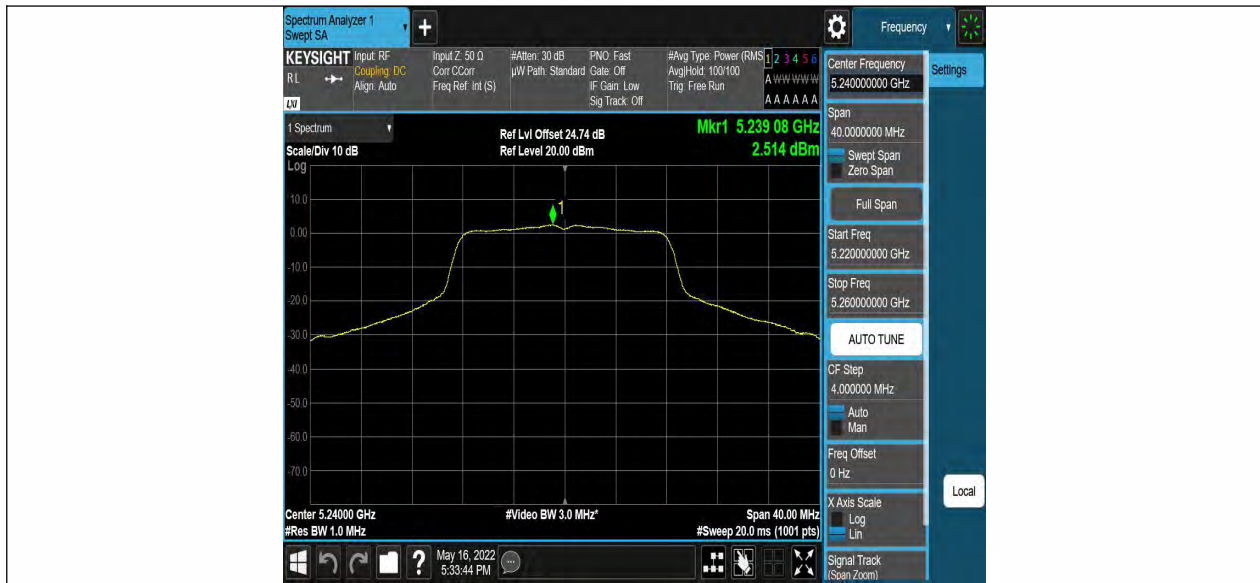 Spectrum Analyzer 1
Swept SA
+
Frequency
KEYSIGHT
RL
LXI
Input: RF
Coupling: DC
Align: Auto
Input Z: 50 Ω
Corr CCorr
Freq Ref: Int (S)
#Atten: 30 dB
µW Path: Standard
PNO: Fast
Gate: Off
IF Gain: Low
Sig Track: Off
#Avg Type: Power (RMS
Avg|Hold: 100/100
Trig: Free Run
1 2 3 4 5 6
A W W W W W
A A A A A A
1 Spectrum
Scale/Div 10 dB
Ref Lvl Offset 24.74 dB
Ref Level 20.00 dBm
Mkr1 5.239 08 GHz
2.514 dBm
Log
10.0
0.00
-10.0
-20.0
-30.0
-40.0
-50.0
-60.0
-70.0
1
Center 5.24000 GHz
#Res BW 1.0 MHz
#Video BW 3.0 MHz*
Span 40.00 MHz
#Sweep 20.0 ms (1001 pts)
Center Frequency
5.240000000 GHz
Settings
Span
40.0000000 MHz
Swept Span
Zero Span
Full Span
Start Freq
5.220000000 GHz
Stop Freq
5.260000000 GHz
AUTO TUNE
CF Step
4.000000 MHz
Auto
Man
Freq Offset
0 Hz
X Axis Scale
Log
Lin
Local
Signal Track
(Span Zoom)
?
May 16, 2022
5:33:44 PM